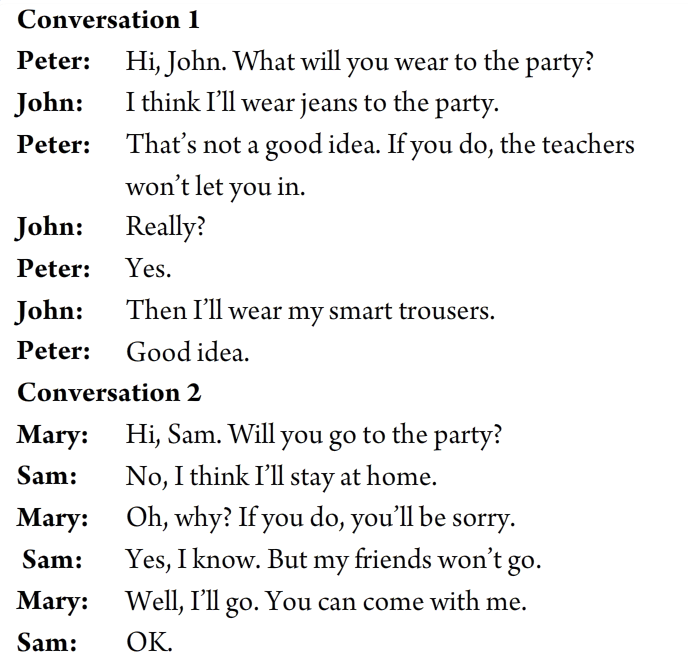 Conversation 1
Peter: Hi, John. What will you wear to the party?
John: I think I'll wear jeans to the party.
Peter: That's not a good idea. If you do, the teachers
won't let you in.
John: Really?
Peter: Yes.
John: Then I'll wear my smart trousers.
Peter: Good idea.
Conversation 2
Mary: Hi, Sam. Will you go to the party?
Sam: No, I think I'll stay at home.
Mary: Oh, why? If you do, you'll be sorry.
Sam: Yes, I know. But my friends won't go.
Mary: Well, I'll go. You can come with me.
Sam: OK.